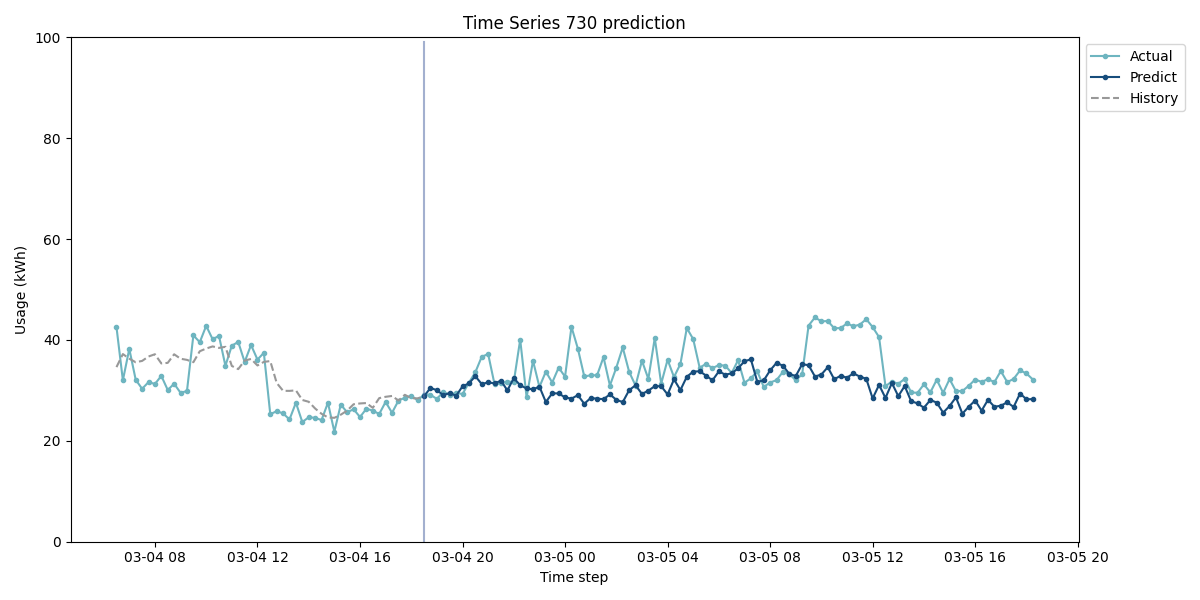 Time Series 730 prediction
100
80
60
40
20
0
Usage (kWh)
03-04 08 03-04 12 03-04 16 03-04 20 03-05 00 03-05 04 03-05 08 03-05 12 03-05 16 03-05 20
Time step
Actual
Predict
History